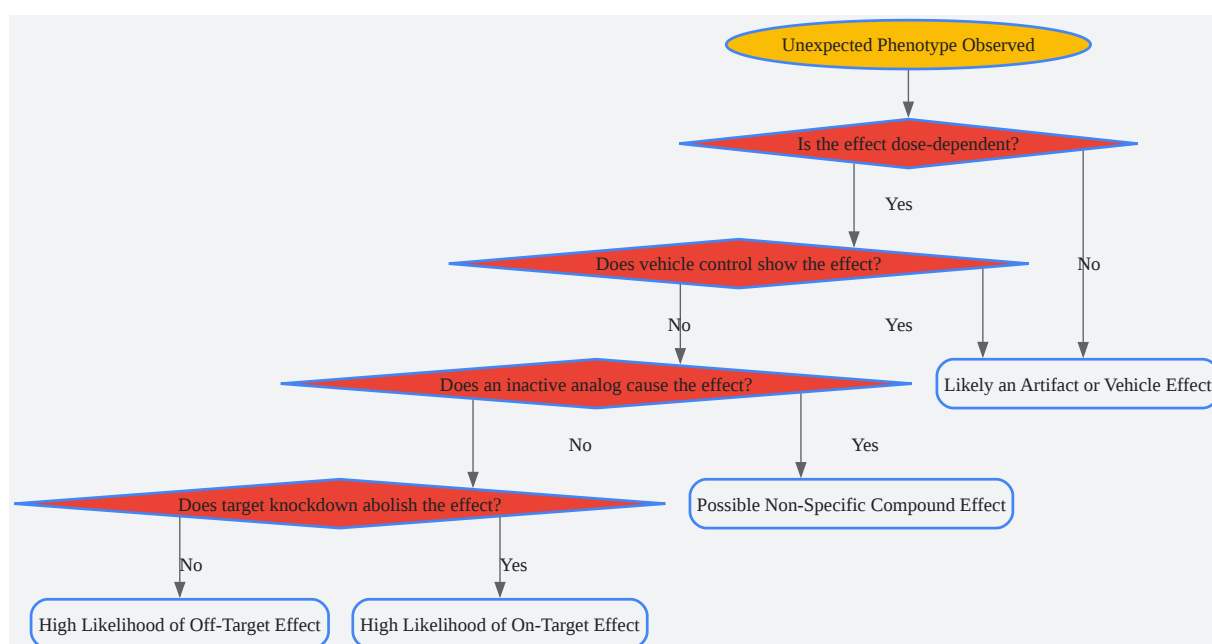 Unexpected Phenotype Observed
Is the effect dose-dependent?
Yes
Does vehicle control show the effect?
No
No
Yes
Does an inactive analog cause the effect?
Likely an Artifact or Vehicle Effect
No
Yes
Does target knockdown abolish the effect?
Possible Non-Specific Compound Effect
No
Yes
High Likelihood of Off-Target Effect
High Likelihood of On-Target Effect